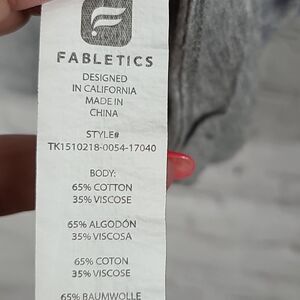 FABLETICS
DESIGNED
IN CALIFORNIA
MADE IN
CHINA
STYLE#
TK1510218-0054-17040
BODY:
65% COTTON
35% VISCOSE
65% ALGODÓN
35% VISCOSA
65% COTON
35% VISCOSE
65% BAUMWOLLE